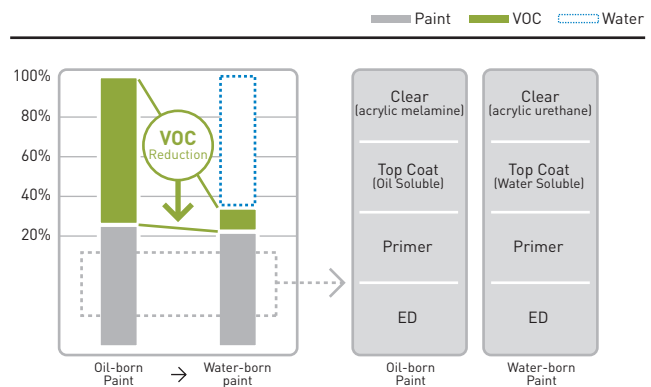 Paint VOC Water
100%
80%
60%
40%
20%
VOC
Reduction
Oil-born
Paint
Water-born
paint
Clear
(acrylic melamine)
Top Coat
(Oil Soluble)
Primer
ED
Oil-born
Paint
Clear
(acrylic urethane)
Top Coat
(Water Soluble)
Primer
ED
Water-born
Paint